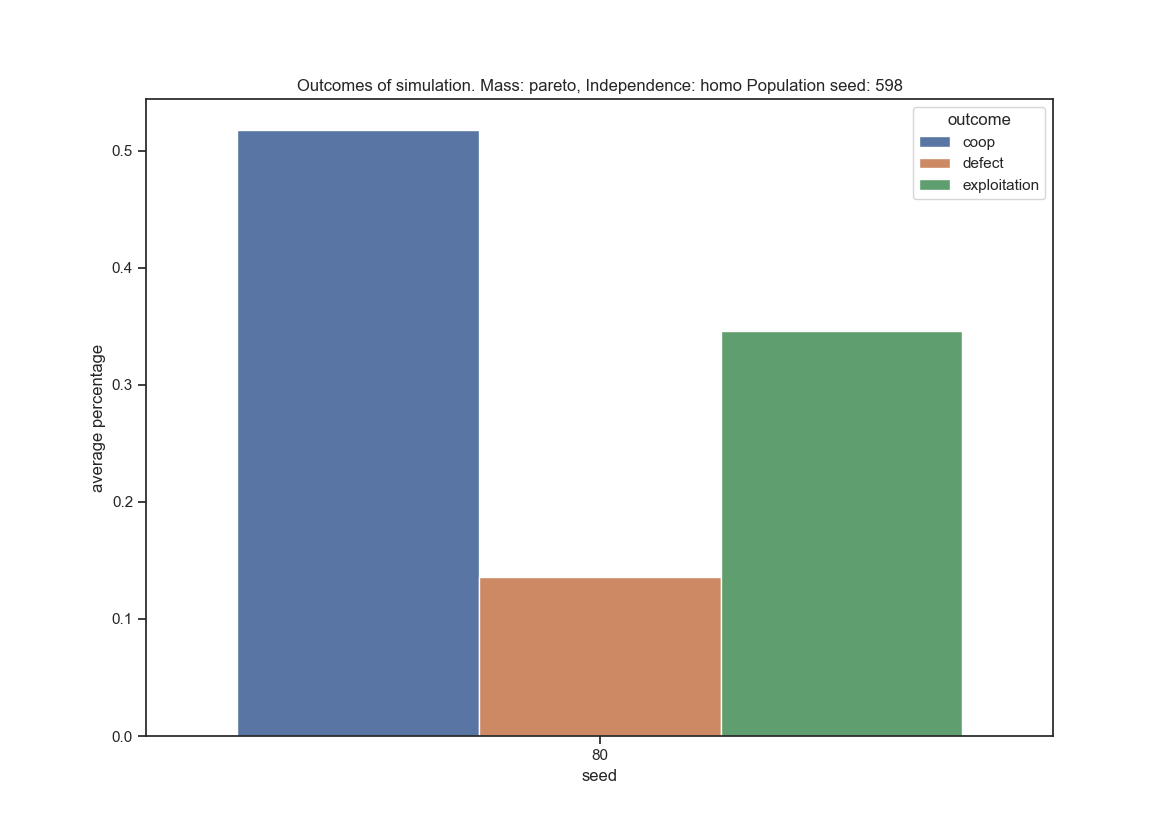 Outcomes of simulation. Mass: pareto, Independence: homo Population seed: 598
outcome
coop
defect
exploitation
0.5
0.4
0.3
0.2
0.1
0.0
average percentage
80
seed